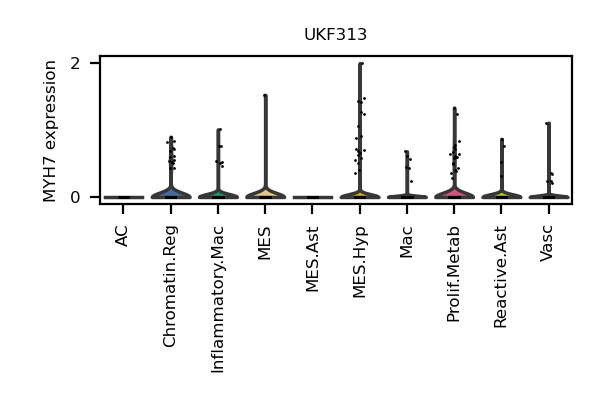 UKF313
MYH7 expression
2
0
AC
Chromatin.Reg
Inflammatory.Mac
MES
MES.Ast
MES.Hyp
Mac
Prolif.Metab
Reactive.Ast
Vasc